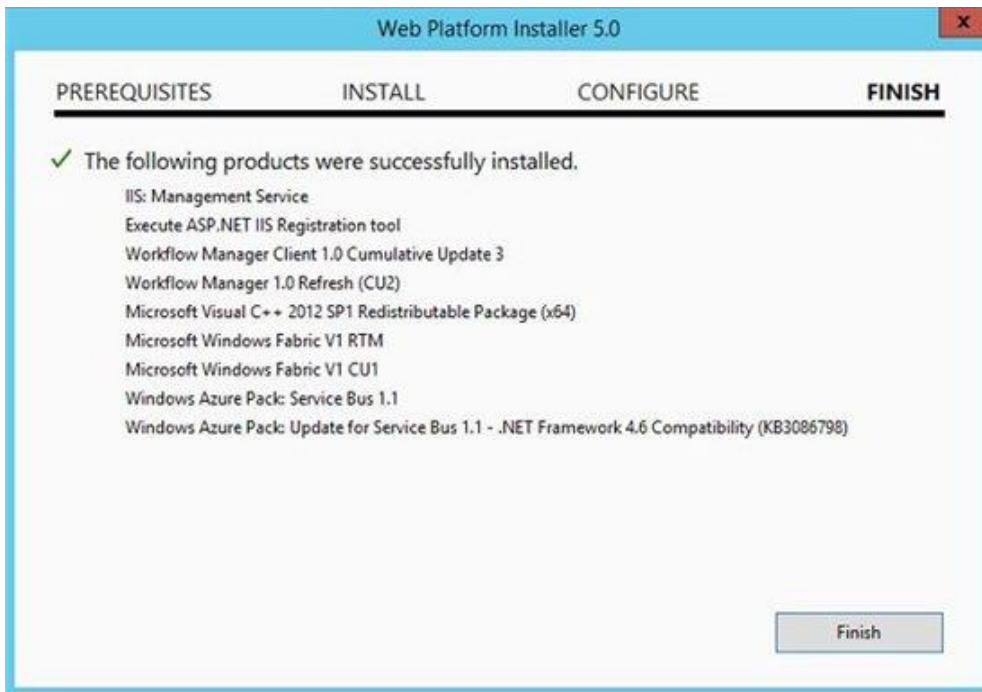 Web Platform Installer 5.0
x
PREREQUISITES INSTALL CONFIGURE FINISH
The following products were successfully installed.
IIS: Management Service
Execute ASP.NET IIS Registration tool
Workflow Manager Client 1.0 Cumulative Update 3
Workflow Manager 1.0 Refresh (CU2)
Microsoft Visual C++ 2012 SP1 Redistributable Package (x64)
Microsoft Windows Fabric V1 RTM
Microsoft Windows Fabric V1 CU1
Windows Azure Pack: Service Bus 1.1
Windows Azure Pack: Update for Service Bus 1.1 - .NET Framework 4.6 Compatibility (KB3086798)
Finish